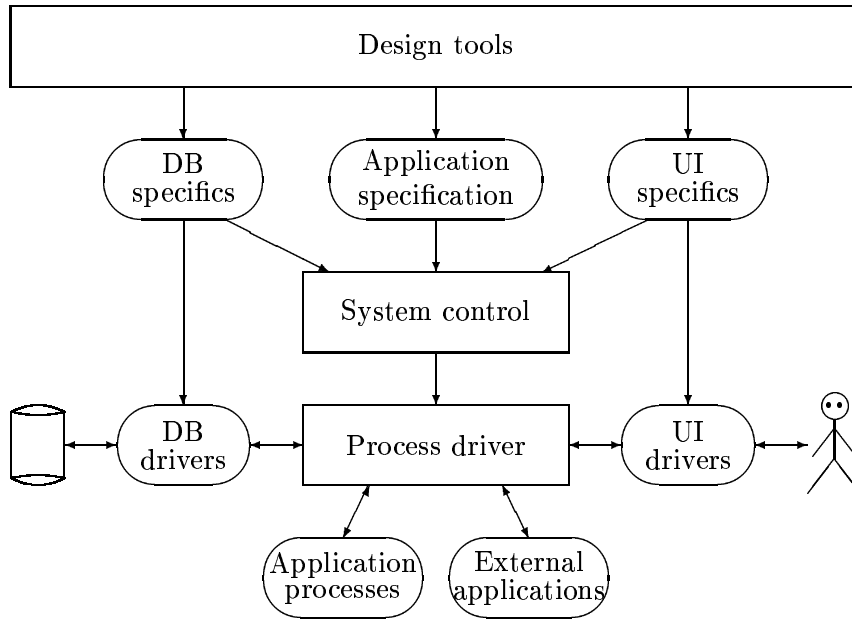 Design tools
DB
specifics
Application
specification
UI
specifics
System control
DB
drivers
Process driver
UI
drivers
Application
processes
External
applications